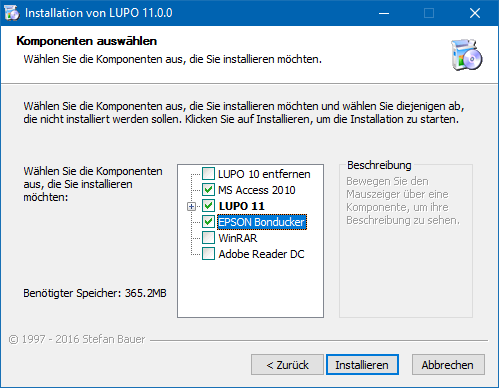 Installation von LUPO 11.0.0
Komponenten auswählen
Wählen Sie die Komponenten aus, die Sie installieren möchten.
Wählen Sie die Komponenten aus, die Sie installieren möchten und wählen Sie diejenigen ab,
die nicht installiert werden sollen. Klicken Sie auf Installieren, um die Installation zu starten.
Wählen Sie die Komponenten
aus, die Sie installieren
möchten:
LUPO 10 entfernen
MS Access 2010
LUPO 11
EPSON Bonducker
WinRAR
Adobe Reader DC
Beschreibung
Bewegen Sie den
Mauszeiger über eine
Komponente, um ihre
Beschreibung zu sehen.
Benötigter Speicher: 365.2MB
© 1997 - 2016 Stefan Bauer
< Zurück
Installieren
Abbrechen